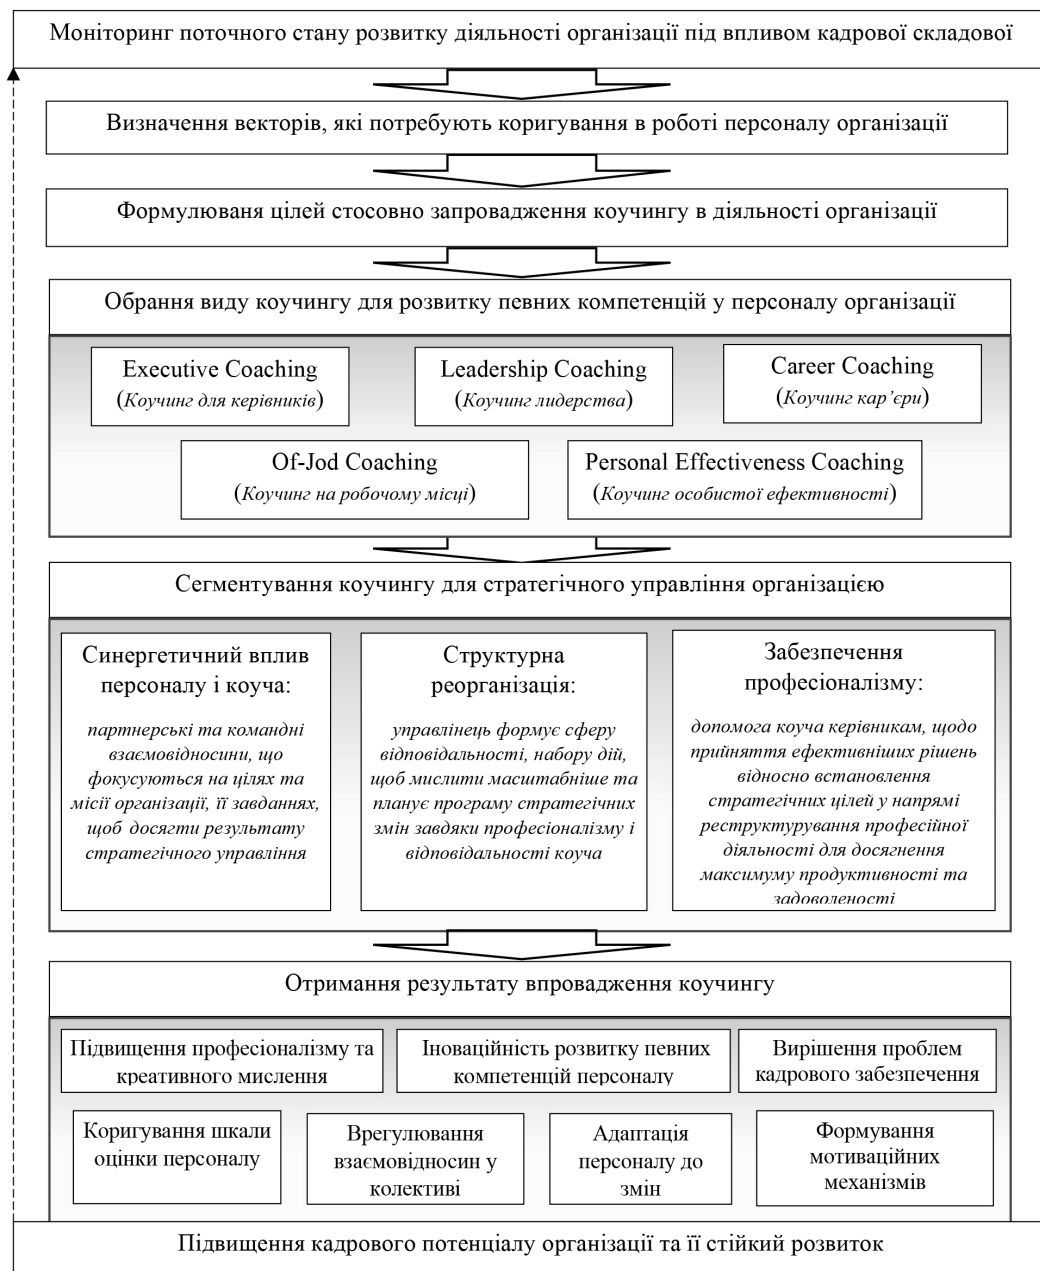 Моніторинг поточного стану розвитку діяльності організації під впливом кадрової складової
Визначення векторів, які потребують коригування в роботі персоналу організації
Формулюваня цілей стосовно запровадження коучингу в діяльності організації
Обрання виду коучингу для розвитку певних компетенцій у персоналу організації
Executive Coaching
(Коучинг для керівників)
Leadership Coaching
(Коучинг лидерства)
Career Coaching
(Коучинг кар’єри)
Of-Jod Coaching
(Коучинг на робочому місці)
Personal Effectiveness Coaching
(Коучинг особистої ефективності)
Сегментування коучингу для стратегічного управління організацією
Синергетичний вплив
персоналу і коуча:
партнерські та командні
взаємовідносини, що
фокусуються на цілях та
місії організації, її завданнях,
щоб досягти результату
стратегічного управління
Структурна
реорганізація:
управлінець формує сферу
відповідальності, набору дій,
щоб мислити масштабніше та
планує програму стратегічних
змін завдяки професіоналізму і
відповідальності коуча
Забезпечення
професіоналізму:
допомога коуча керівникам, щодо
прийняття ефективніших рішень
відносно встановлення
стратегічних цілей у напрямі
реструктурування професійної
діяльності для досягнення
максимуму продуктивності та
задоволеності
Отримання результату впровадження коучингу
Підвищення професіоналізму та
креативного мислення
Іноваційність розвитку певних
компетенцій персоналу
Вирішення проблем
кадрового забезпечення
Коригування шкали
оцінки персоналу
Врегулювання
взаємовідносин у
колективі
Адаптація
персоналу до
змін
Формування
мотиваційних
механізмів
Підвищення кадрового потенціалу організації та її стійкий розвиток